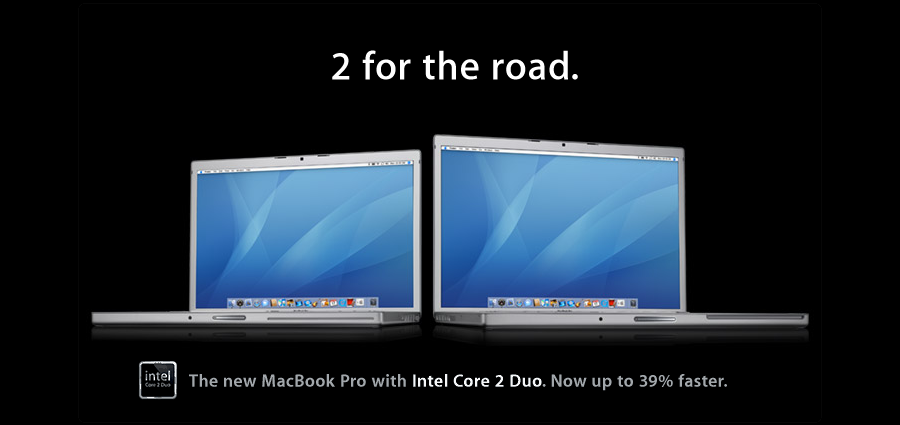 2 for the road.
intel
Core 2 Duo
The new MacBook Pro with Intel Core 2 Duo. Now up to 39% faster.